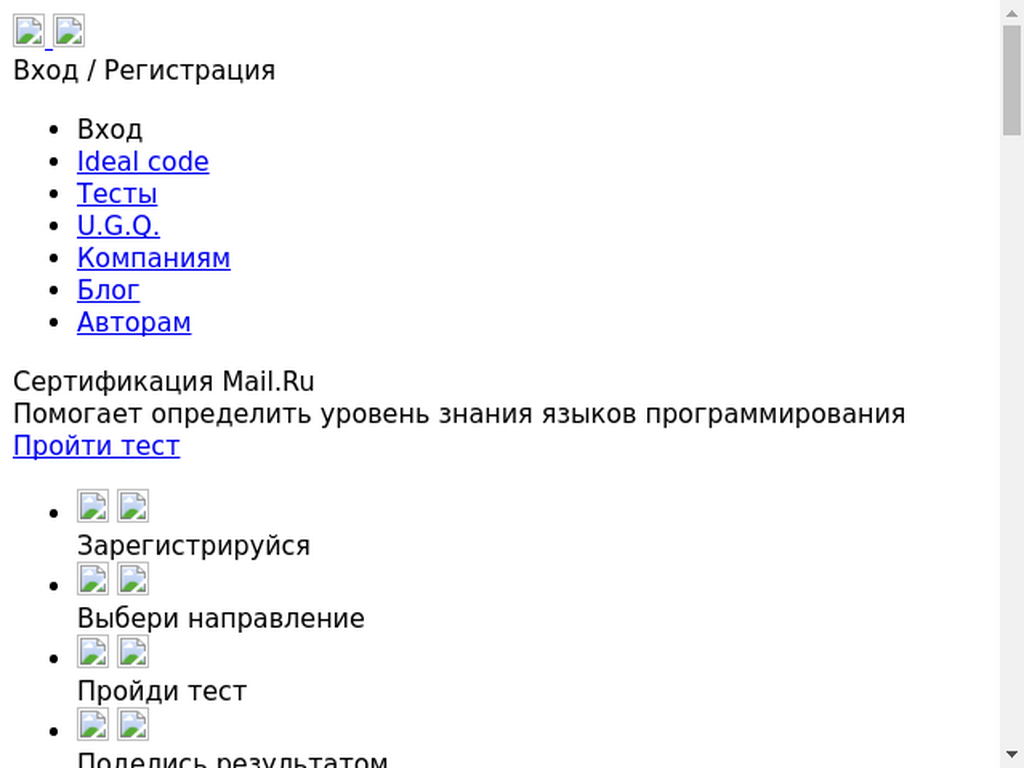 Вход / Регистрация
Вход
Ideal code
Тесты
U.G.Q.
Компаниям
Блог
Авторам
Сертификация Mail.Ru
Помогает определить уровень знания языков программирования
Пройти тест
Зарегистрируйся
Выбери направление
Пройди тест
Поделись результатом